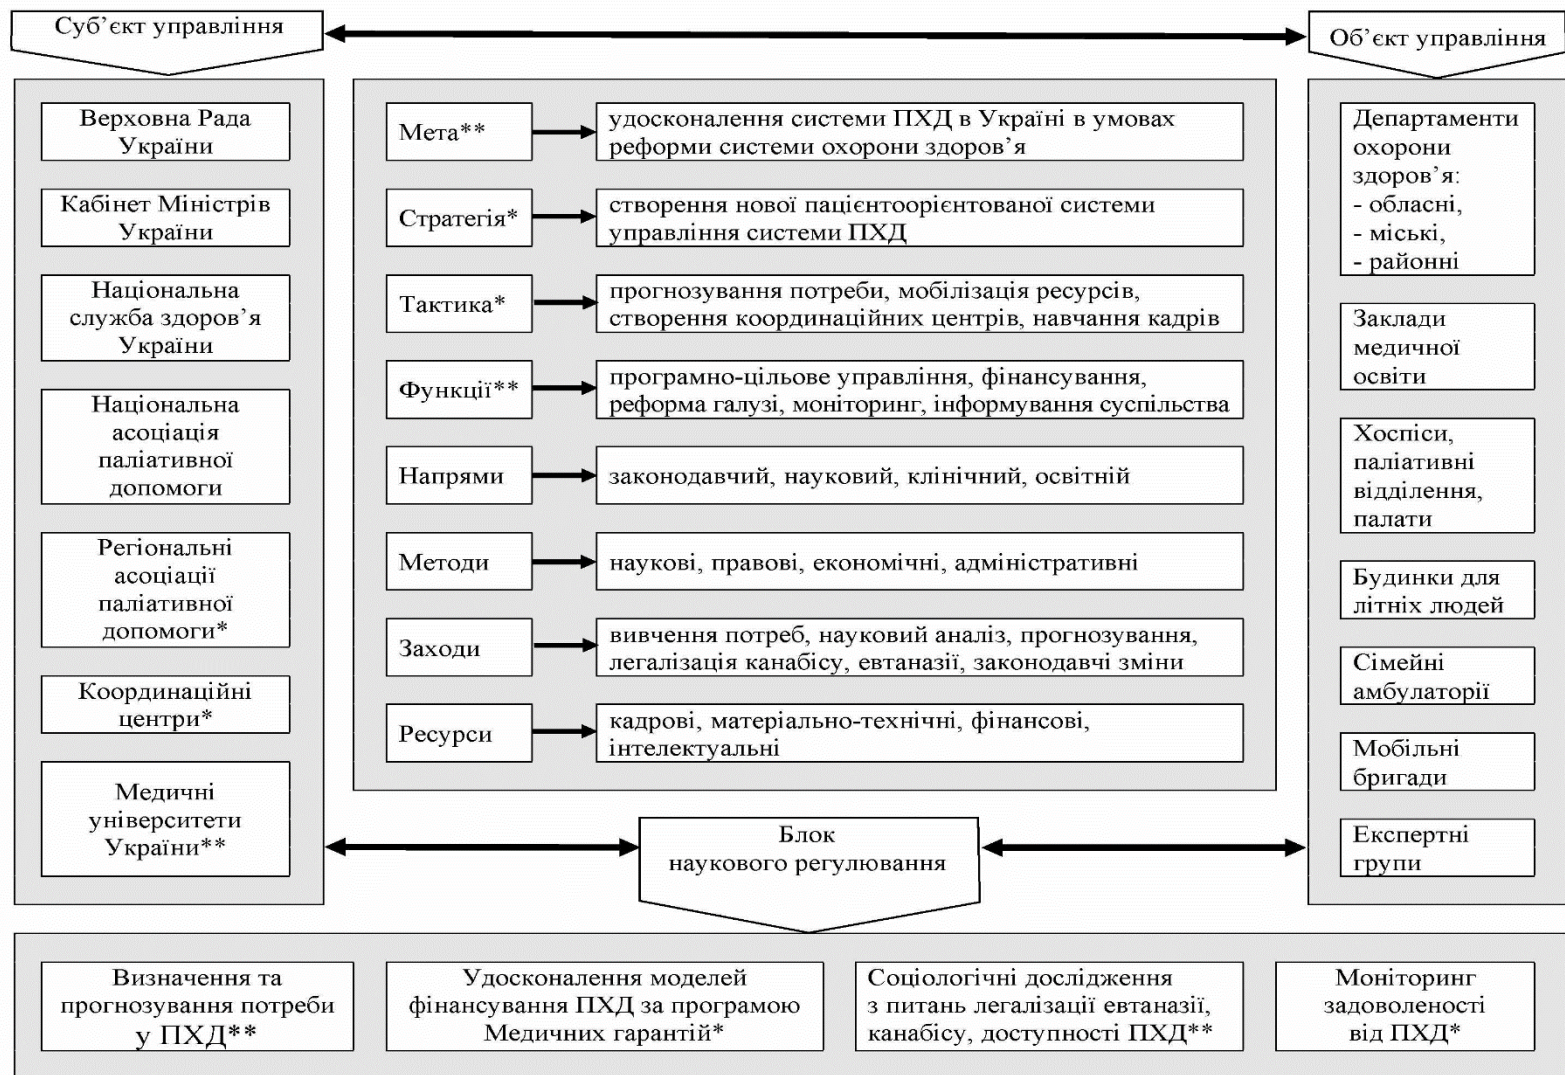 Суб’єкт управління
Об’єкт управління
Верховна Рада
України
Кабінет Міністрів
України
Національна
служба здоров’я
України
Національна
асоціація
паліативної
допомоги
Регіональні
асоціації
паліативної
допомоги*
Координаційні
центри*
Медичні
університети
України**
Мета**
удосконалення системи ПХД в Україні в умовах
реформи системи охорони здоров’я
Стратегія*
створення нової пацієнтоорієнтованої системи
управління системи ПХД
Тактика*
прогнозування потреби, мобілізація ресурсів,
створення координаційних центрів, навчання кадрів
Функції**
програмно-цільове управління, фінансування,
реформа галузі, моніторинг, інформування суспільства
Напрями
законодавчий, науковий, клінічний, освітній
Методи
наукові, правові, економічні, адміністративні
Заходи
вивчення потреб, науковий аналіз, прогнозування,
легалізація канабісу, евтаназії, законодавчі зміни
Ресурси
кадрові, матеріально-технічні, фінансові,
інтелектуальні
Департаменти
охорони
здоров’я:
- обласні,
- міські,
- районні
Заклади
медичної
освіти
Хоспіси,
паліативні
відділення,
палати
Будинки для
літніх людей
Сімейні
амбулаторії
Мобільні
бригади
Експертні
групи
Блок
наукового регулювання
Визначення та
прогнозування потреби
у ПХД**
Удосконалення моделей
фінансування ПХД за програмою
Медичних гарантій*
Соціологічні дослідження
з питань легалізації евтаназії,
канабісу, доступності ПХД**
Моніторинг
задоволеності
від ПХД*